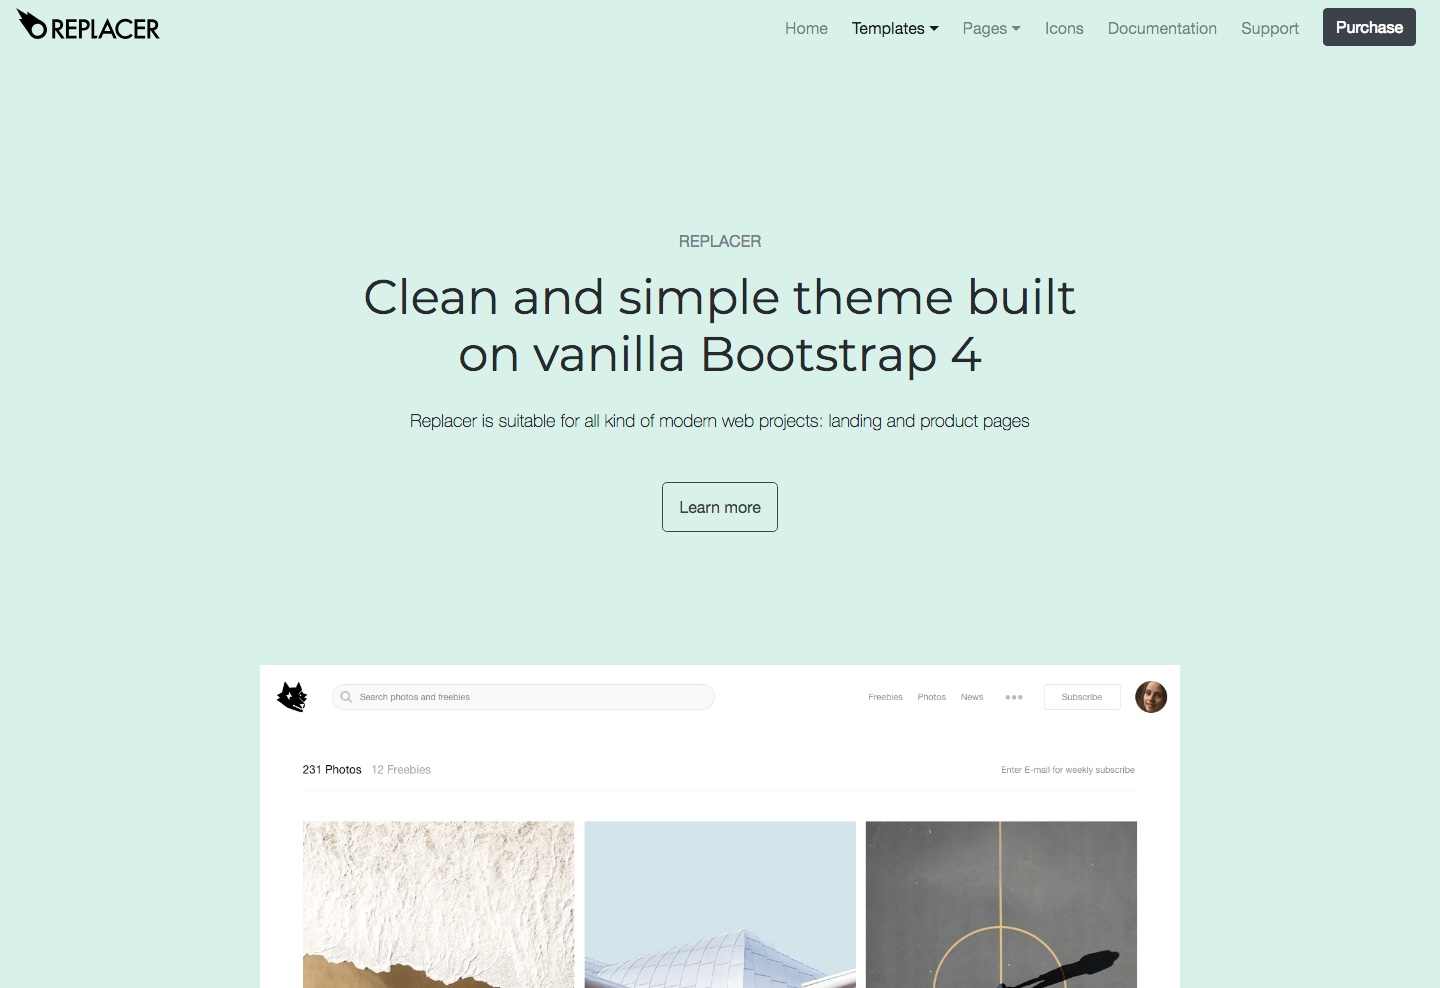 REPLACER
Home Templates Pages Icons Documentation Support Purchase
REPLACER
Clean and simple theme built
on vanilla Bootstrap 4
Replacer is suitable for all kind of modern web projects: landing and product pages
Learn more
Search photos and freebies
Freebies Photos News Subscribe
231 Photos 12 Freebies
Enter E-mail for weekly subscribe